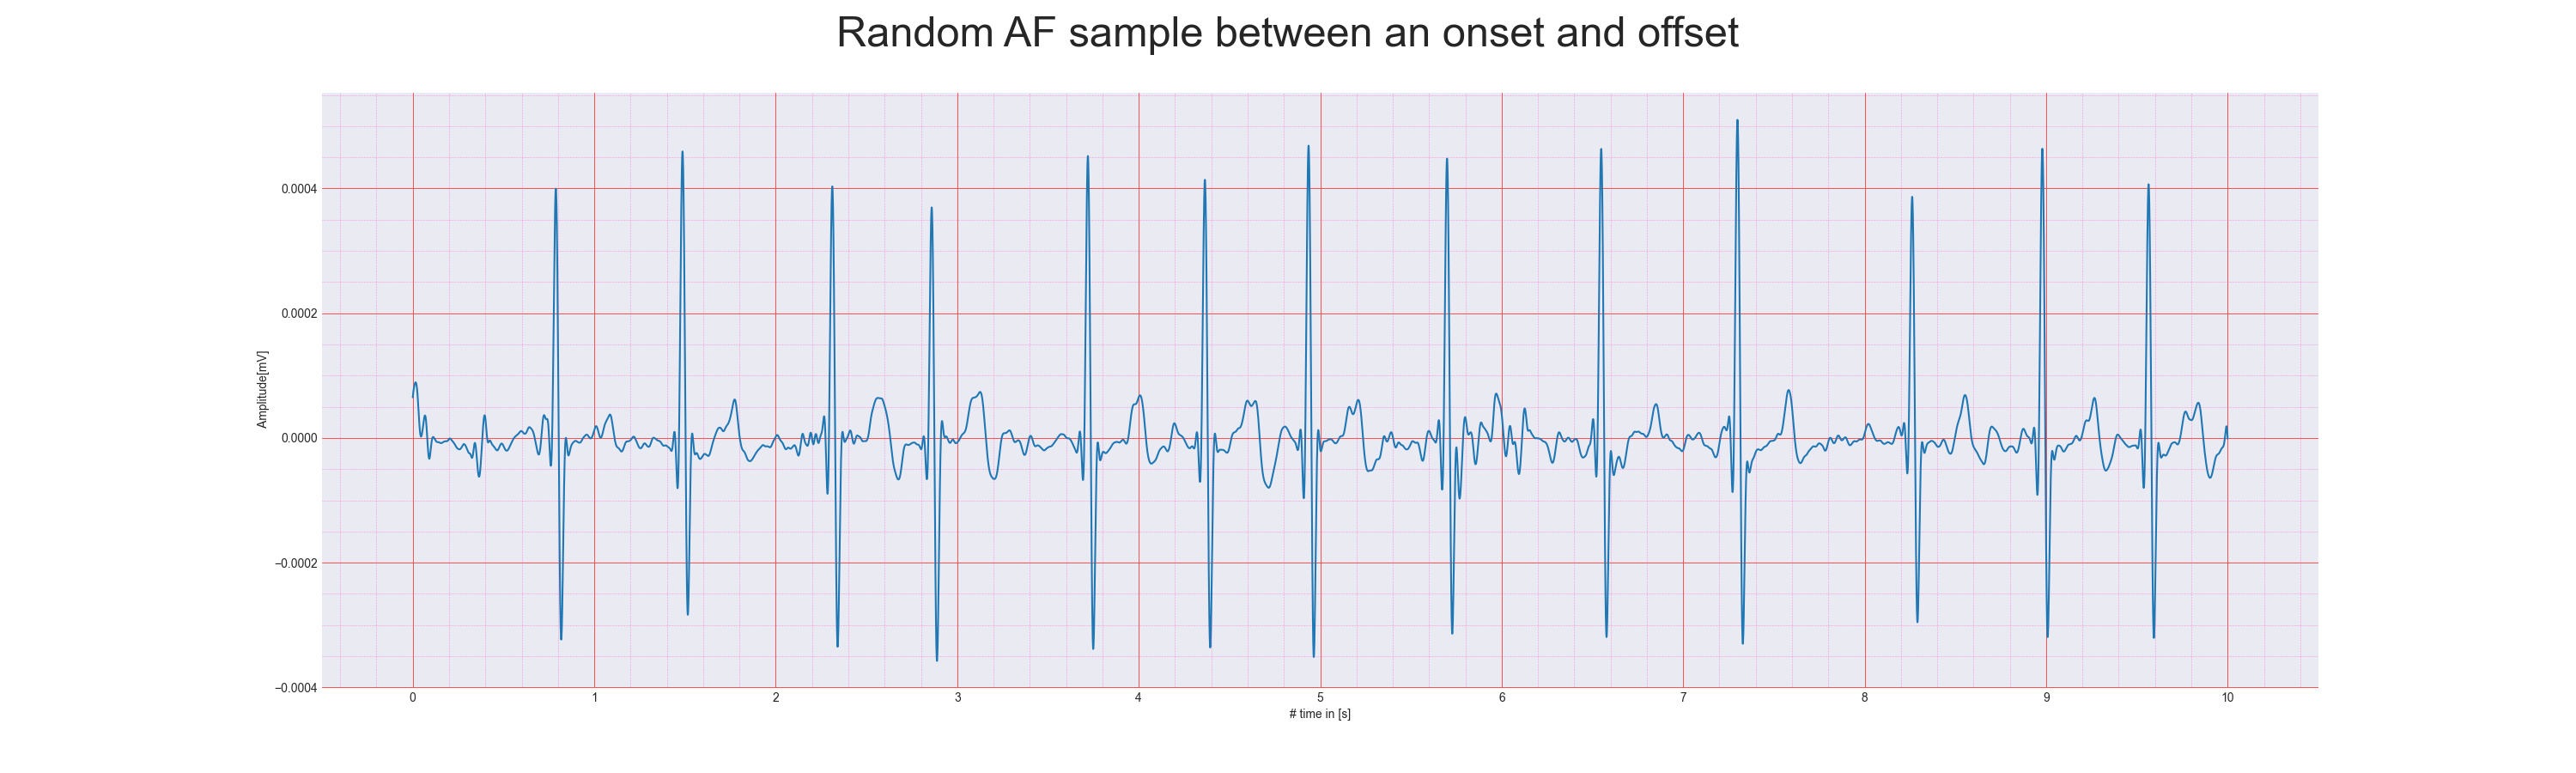 Random AF sample between an onset and offset
Amplitude[mV]
0.0004
0.0002
0.0000
−0.0002
−0.0004
0 1 2 3 4 5 6 7 8 9 10
# time in [s]